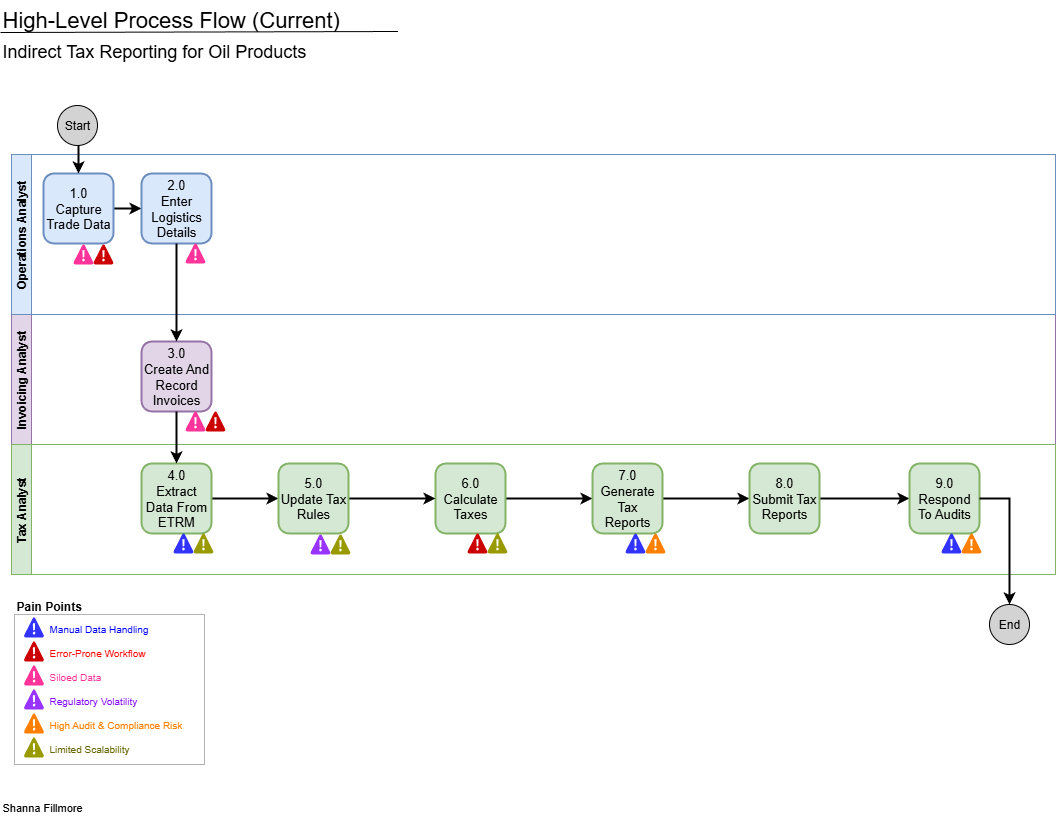 High-Level Process Flow (Current)
Indirect Tax Reporting for Oil Products
Start
Operations Analyst
1.0
Capture
Trade Data
2.0
Enter
Logistics
Details
Invoicing Analyst
3.0
Create And
Record
Invoices
Tax Analyst
4.0
Extract
Data From
ETRM
5.0
Update Tax
Rules
6.0
Calculate
Taxes
7.0
Generate
Tax
Reports
8.0
Submit Tax
Reports
9.0
Respond
To Audits
End
Pain Points
Manual Data Handling
Error-Prone Workflow
Siloed Data
Regulatory Volatility
High Audit & Compliance Risk
Limited Scalability
Shanna Fillmore